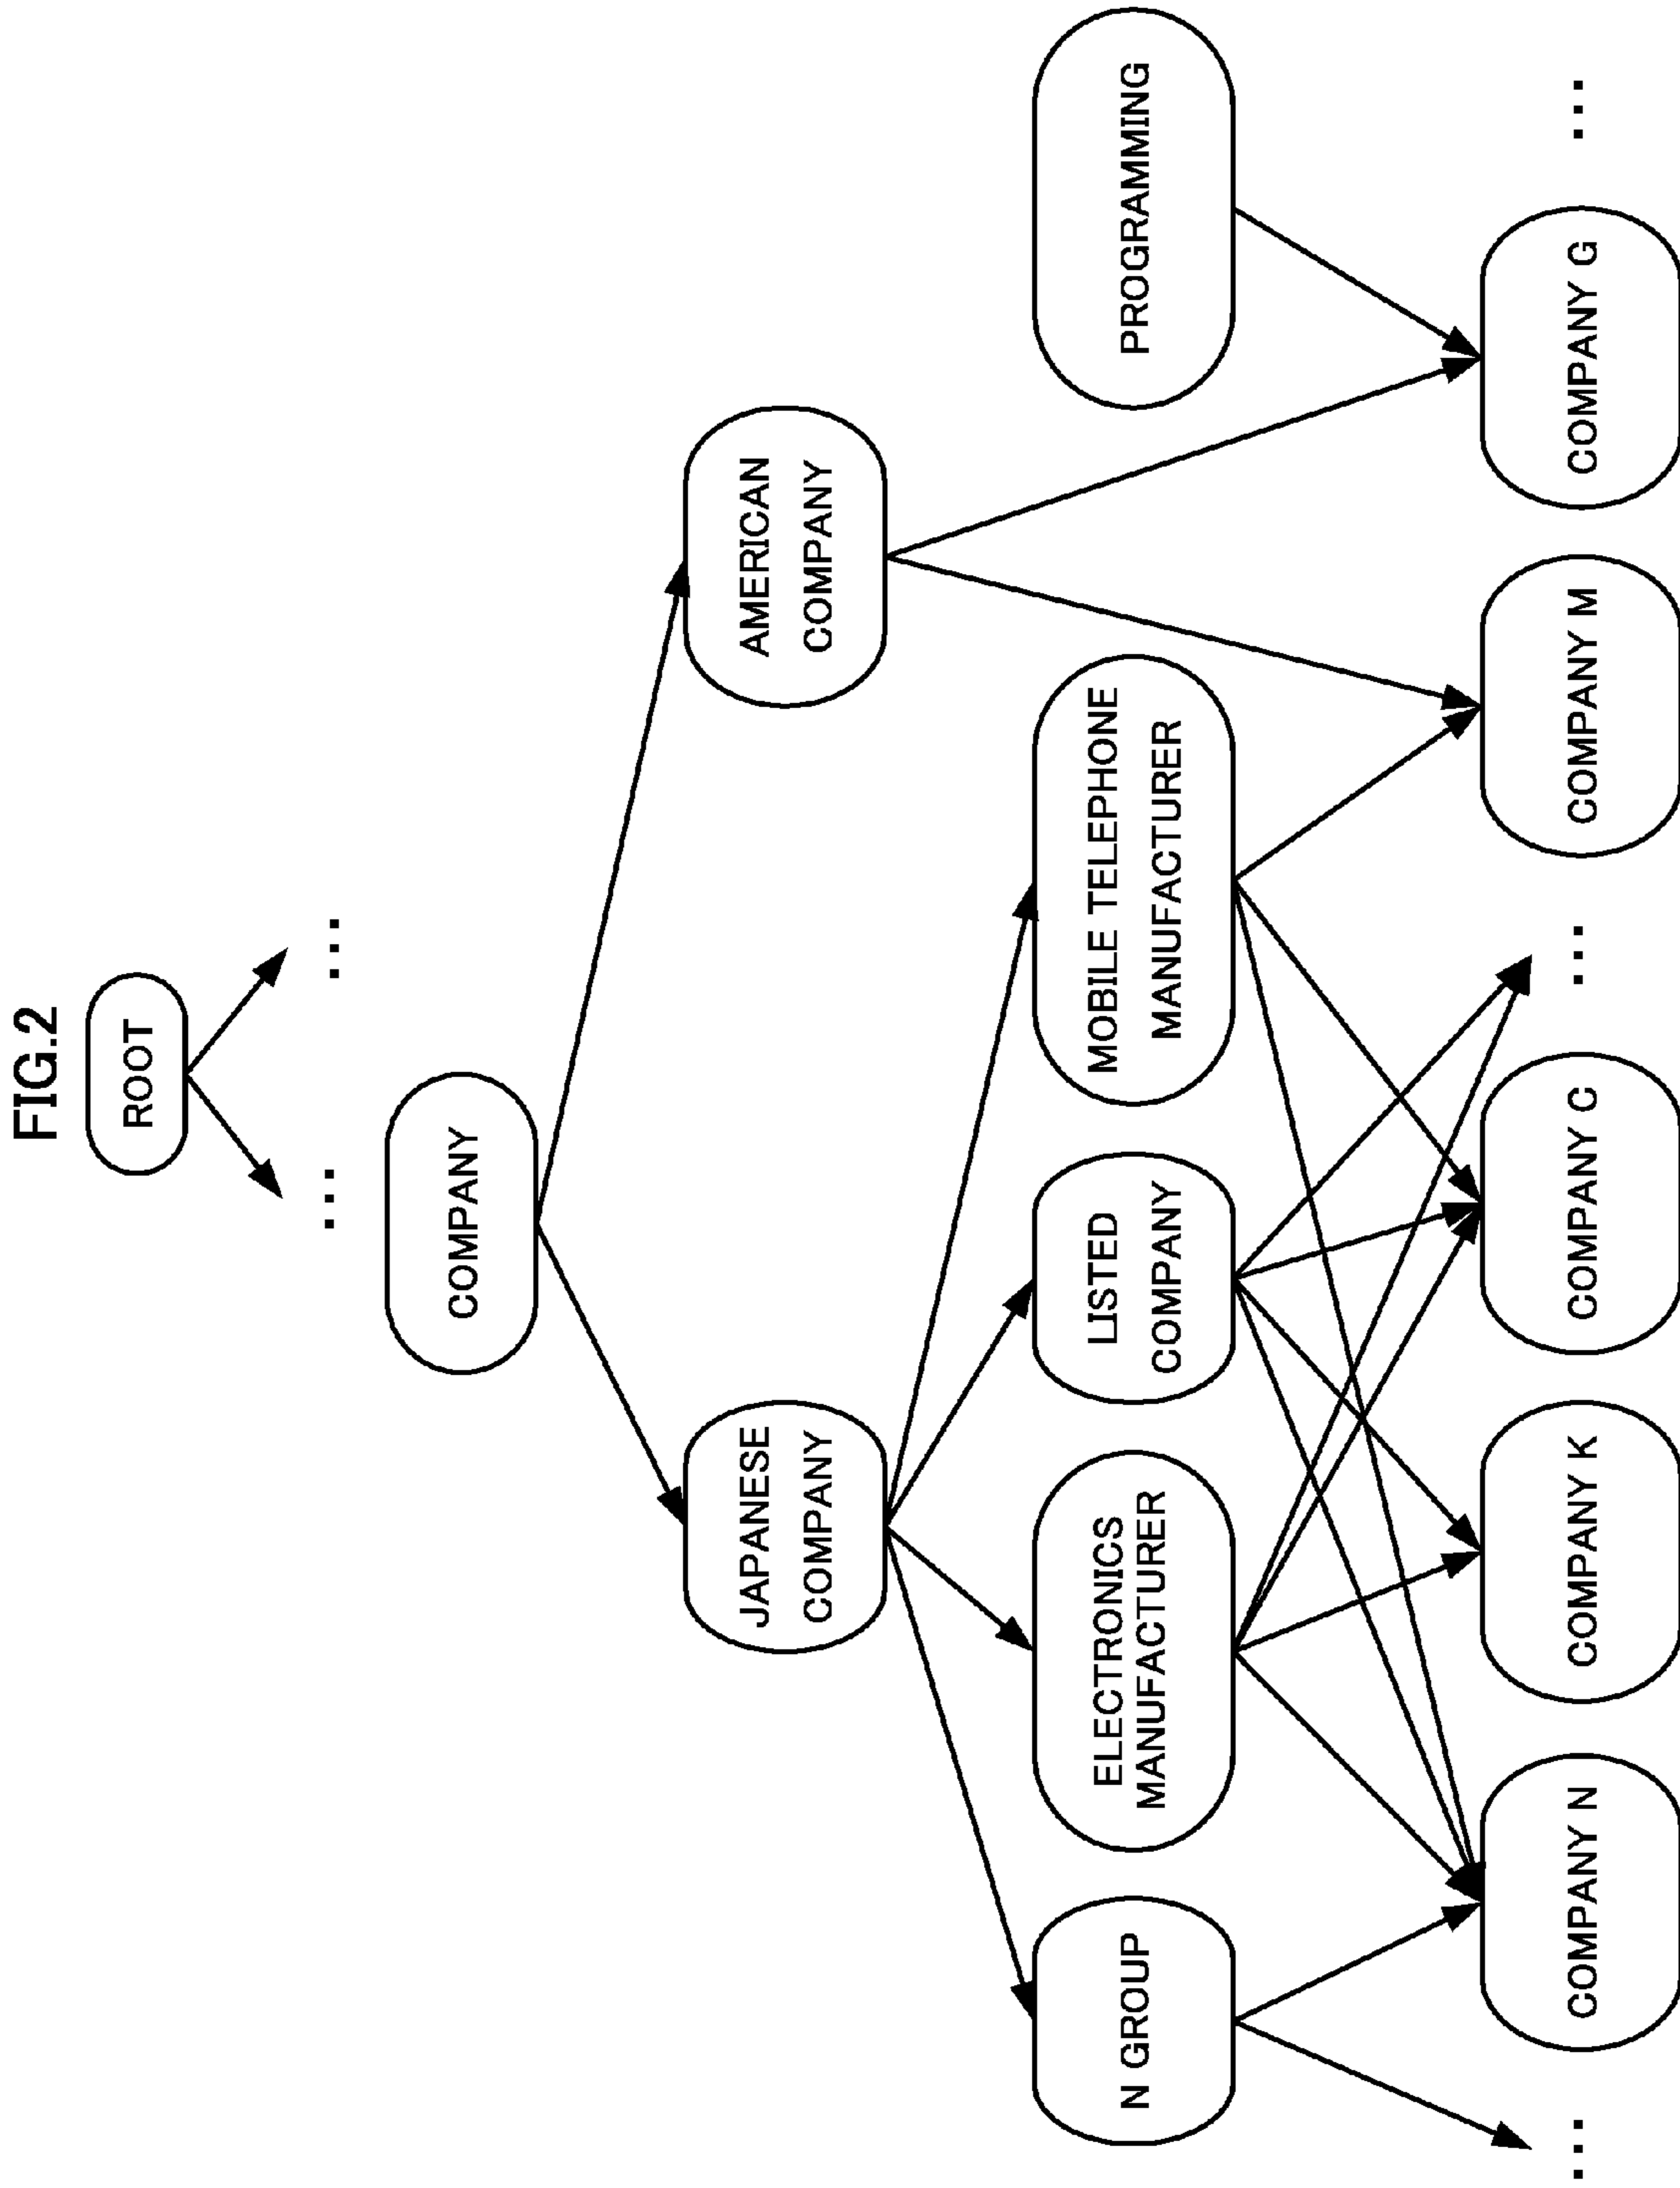 FIG.2
ROOT
...
...
COMPANY
JAPANESE
COMPANY
AMERICAN
COMPANY
N GROUP
ELECTRONICS
MANUFACTURER
LISTED
COMPANY
MOBILE TELEPHONE
MANUFACTURER
PROGRAMMING
...
COMPANY N
COMPANY K
COMPANY C
...
COMPANY M
COMPANY G
...